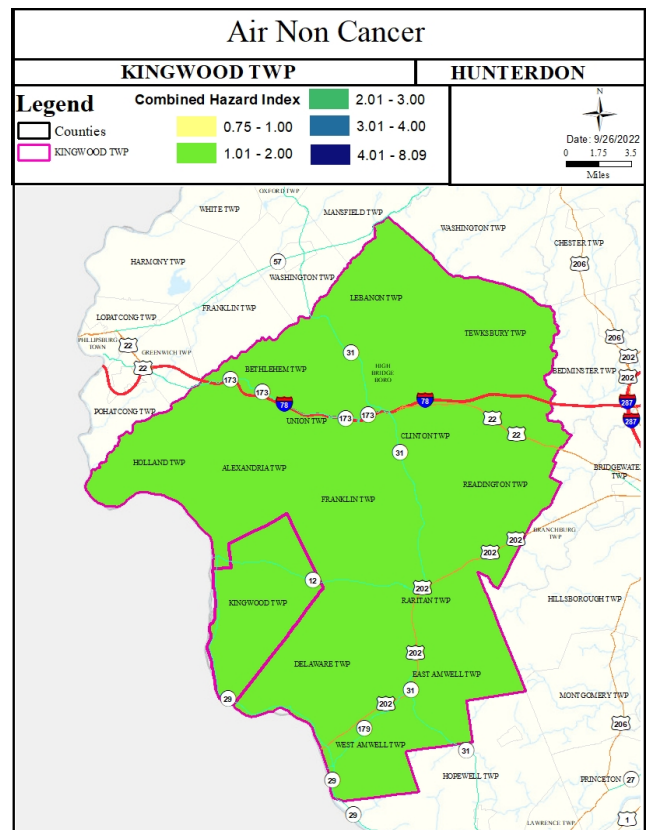 Air Non Cancer
KINGWOOD TWP
HUNTERDON
Legend
Counties
KINGWOOD TWP
Combined Hazard Index
0.75 - 1.00
1.01 - 2.00
2.01 - 3.00
3.01 - 4.00
4.01 - 8.09
N
Date: 9/26/2022
0 1.75 3.5
Miles
OXFORD TWP
WHITE TWP
MANSFIELD TWP
WASHINGTON TWP
CHESTER TWP
HARMONY TWP
57
206
WASHINGTON TWP
LEBANON TWP
FRANKLIN TWP
LOPATCONG TWP
PHILLIPSBURG
TOWN
22
GREENWICH TWP
TEWKSBURY TWP
206
202
31
22
BETHLEHEM TWP
HIGH
BRIDGE
BORO
BEDMINSTER TWP
202
173
173
78
78
287
POHATCONG TWP
UNION TWP
173
173
22
287
22
CLINTON TWP
31
HOLLAND TWP
ALEXANDRIA TWP
BRIDGEWATE
TWP
FRANKLIN TWP
READINGTON TWP
BRANCHBURG
TWP
202
202
12
202
KINGWOOD TWP
RARITAN TWP
HILLSBOROUGH TWP
202
DELAWARE TWP
EAST AMWELL TWP
29
31
MONTGOMERY TWP
202
206
179
WEST AMWELL TWP
31
29
HOPEWELL TWP
PRINCETON
27
29
LAWRENCE TWP
1